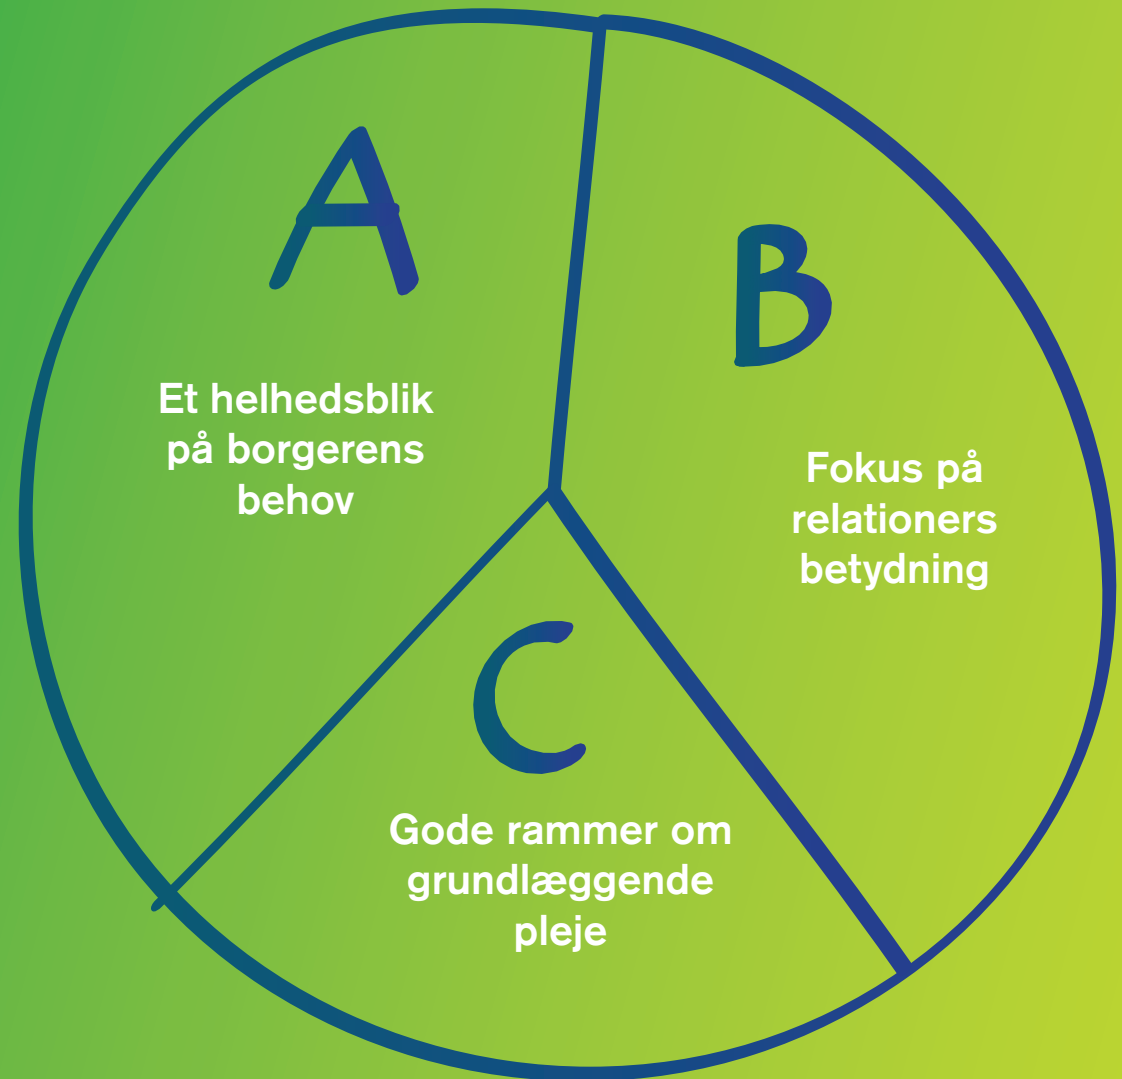 A
Et helhedsblik
på borgerens
behov
B
Fokus på
relationers
betydning
C
Gode rammer om
grundlæggende
pleje